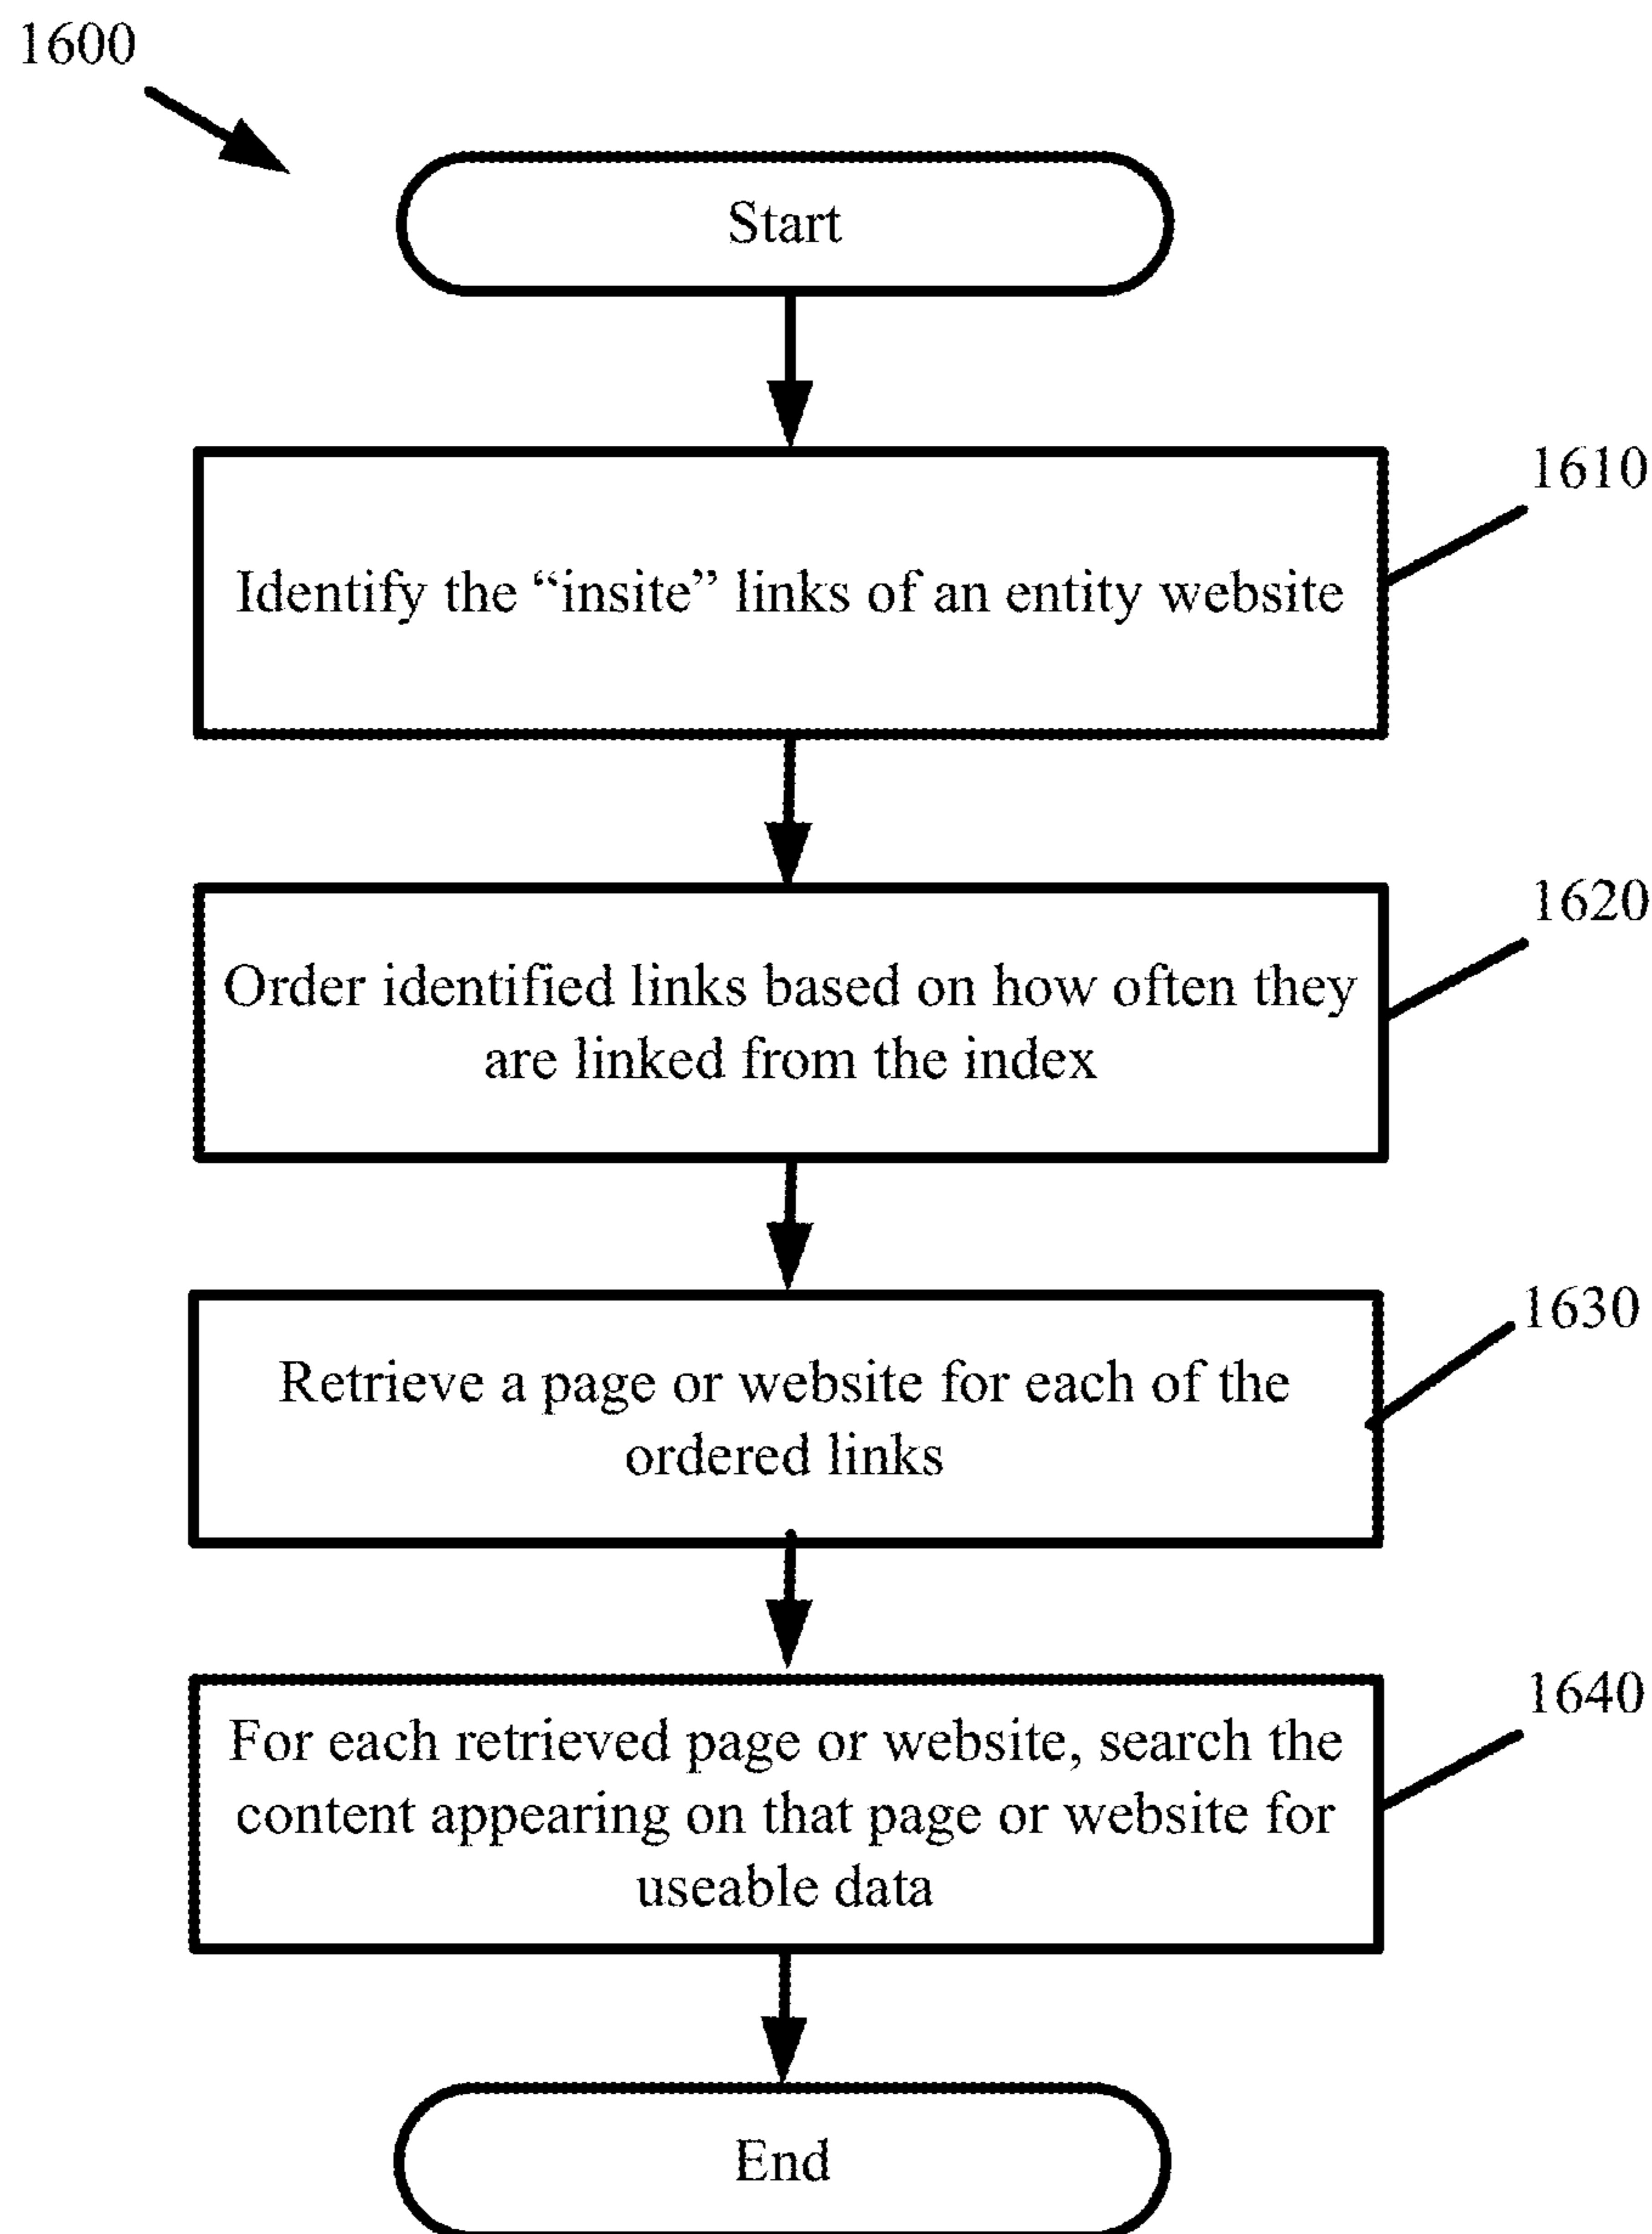 1600
Start
1610
Identify the “insite” links of an entity website
1620
Order identified links based on how often they
are linked from the index
1630
Retrieve a page or website for each of the
ordered links
1640
For each retrieved page or website, search the
content appearing on that page or website for
useable data
End